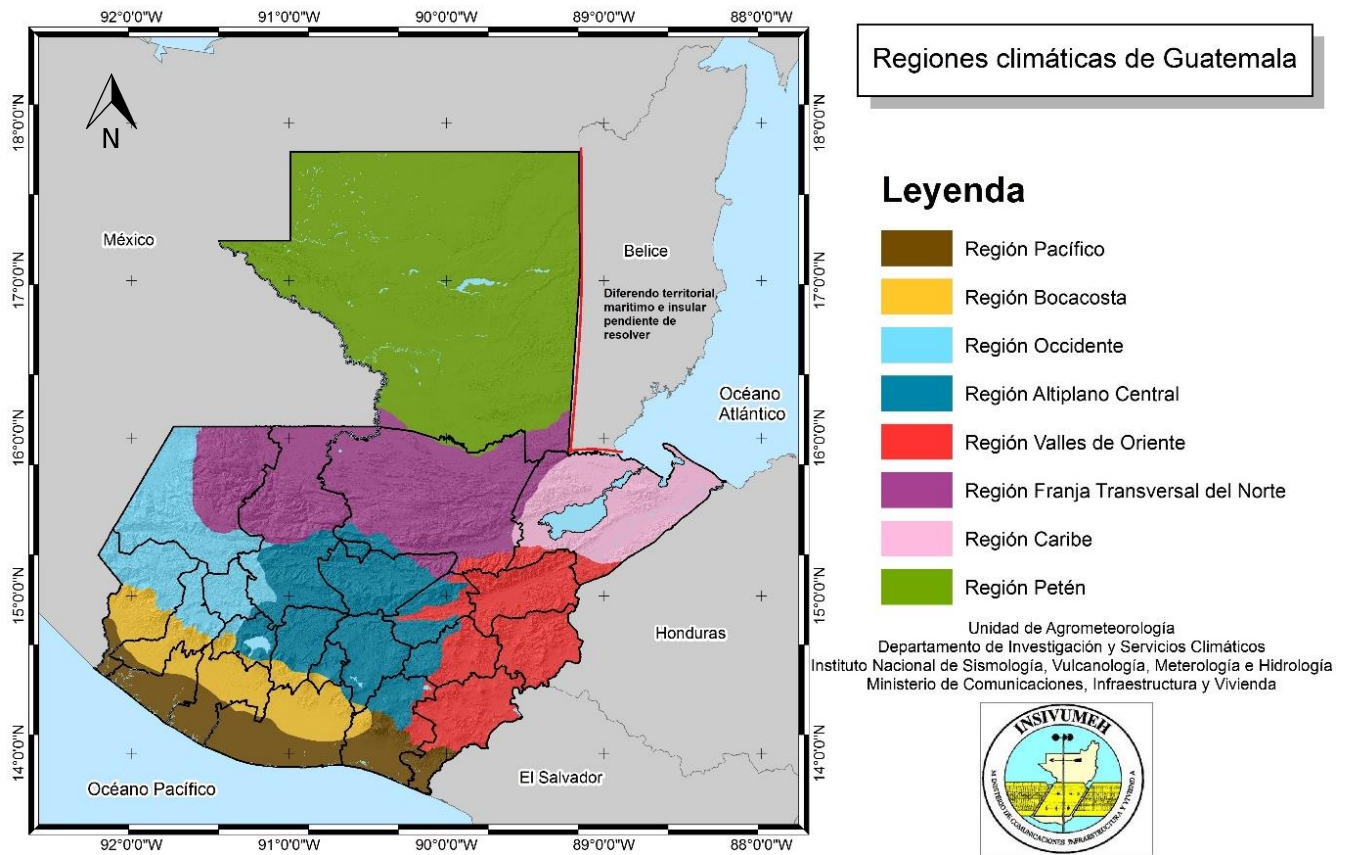 92°0'0"W 91°0'0"W 90°0'0"W 89°0'0"W 88°0'0"W
Regiones climáticas de Guatemala
18°0'0"N
18°0'0"N
N
Leyenda
México
Belice
Región Pacífico
17°0'0"N
17°0'0"N
Diferendo territorial,
marítimo e insular
pendiente de
resolver
Región Bocacosta
Región Occidente
Región Altiplano Central
Océano
Atlántico
16°0'0"N
16°0'0"N
Región Valles de Oriente
Región Franja Transversal del Norte
Región Caribe
Región Petén
15°0'0"N
15°0'0"N
Honduras
Unidad de Agrometeorología
Departamento de Investigación y Servicios Climáticos
Instituto Nacional de Sismología, Vulcanología, Meterología e Hidrología
Ministerio de Comunicaciones, Infraestructura y Vivienda
14°0'0"N
14°0'0"N
El Salvador
Océano Pacífico
INSIVUMEH
92°0'0"W 91°0'0"W 90°0'0"W 89°0'0"W 88°0'0"W